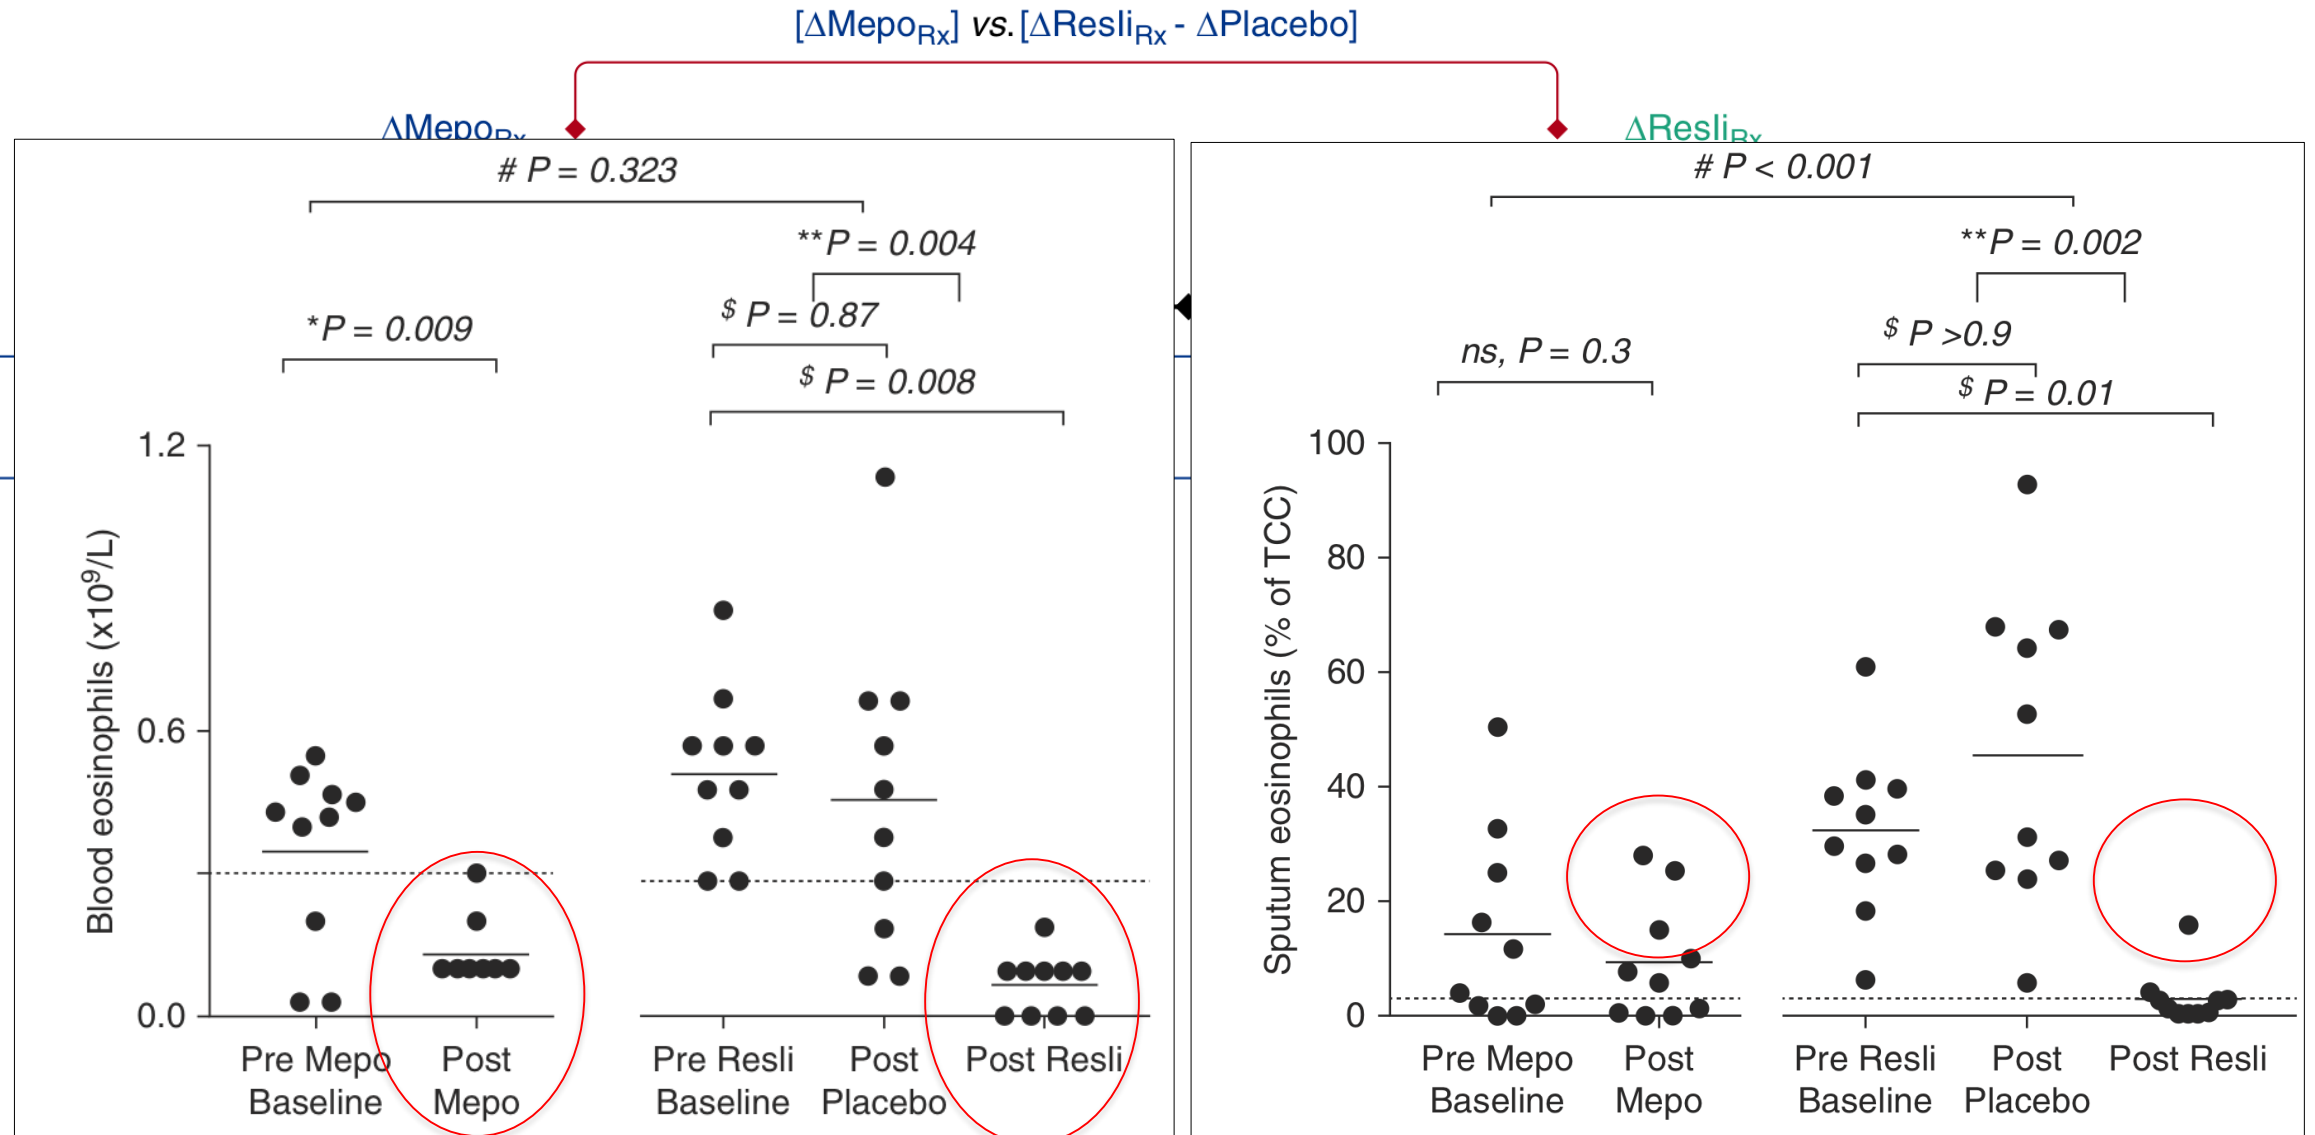 [ΔMepoRx] vs. [ΔResliRx - ΔPlacebo]
ΔMepoRx
ΔResliRx
# P = 0.323
**P = 0.004
$ P = 0.87
*P = 0.009
$ P = 0.008
1.2
0.6
0.0
Blood eosinophils (x10⁹/L)
Pre Mepo
Baseline
Post
Mepo
Pre Resli
Baseline
Post
Placebo
Post Resli
# P < 0.001
**P = 0.002
$ P >0.9
ns, P = 0.3
$ P = 0.01
100
80
60
40
20
0
Sputum eosinophils (% of TCC)
Pre Mepo
Baseline
Post
Mepo
Pre Resli
Baseline
Post
Placebo
Post Resli